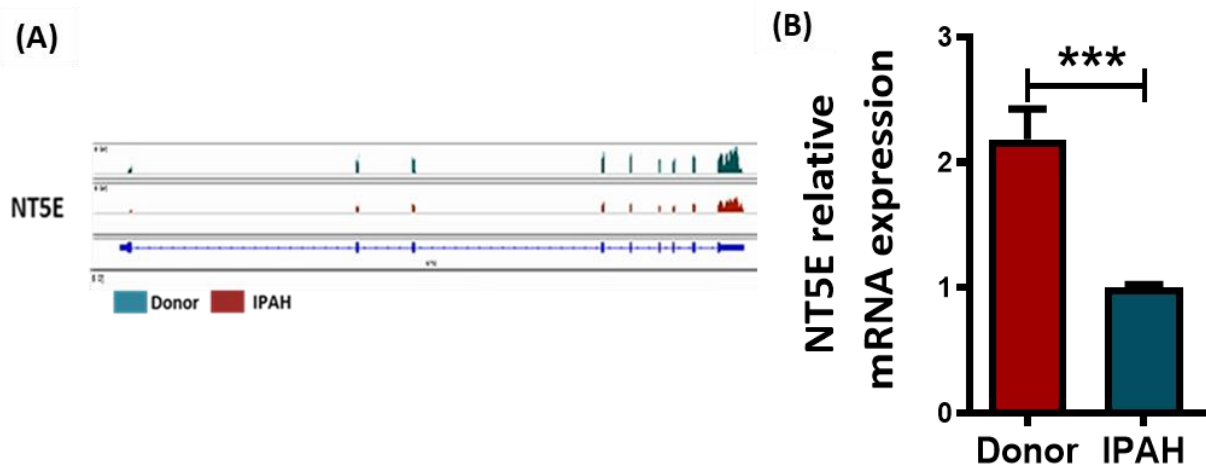 (A)
NT5E
Donor
IPAH
(B)
NT5E relative
mRNA expression
3
2
1
0
***
Donor
IPAH